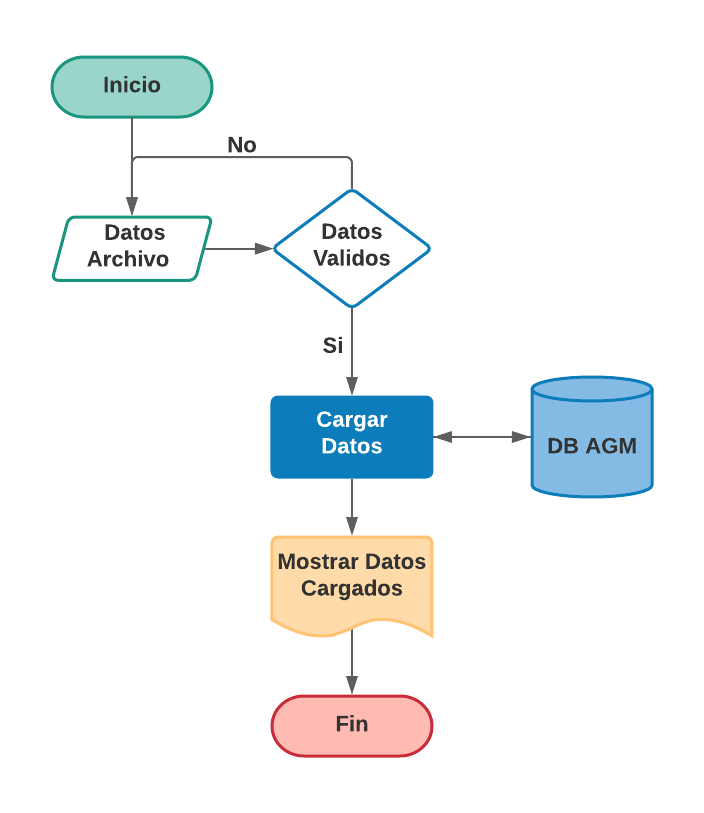 Inicio
No
Datos
Archivo
Datos
Validos
Si
Cargar
Datos
DB AGM
Mostrar Datos
Cargados
Fin